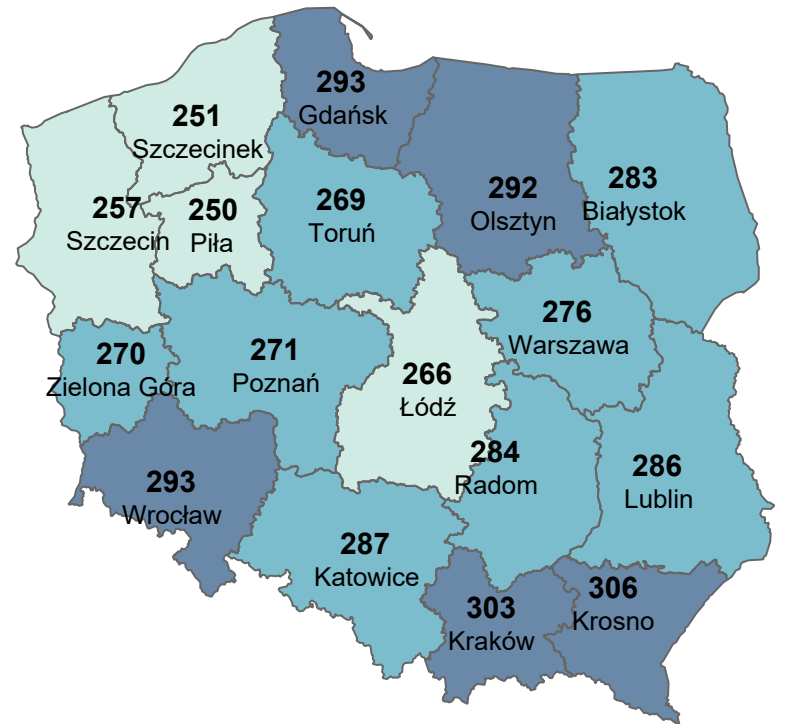 293
Gdańsk
251
Szczecinek
283
Białystok
292
Olsztyn
269
Toruń
257
Szczecin
250
Piła
276
Warszawa
270
Zielona Góra
271
Poznań
266
Łódź
284
Radom
286
Lublin
293
Wrocław
287
Katowice
303
Kraków
306
Krosno